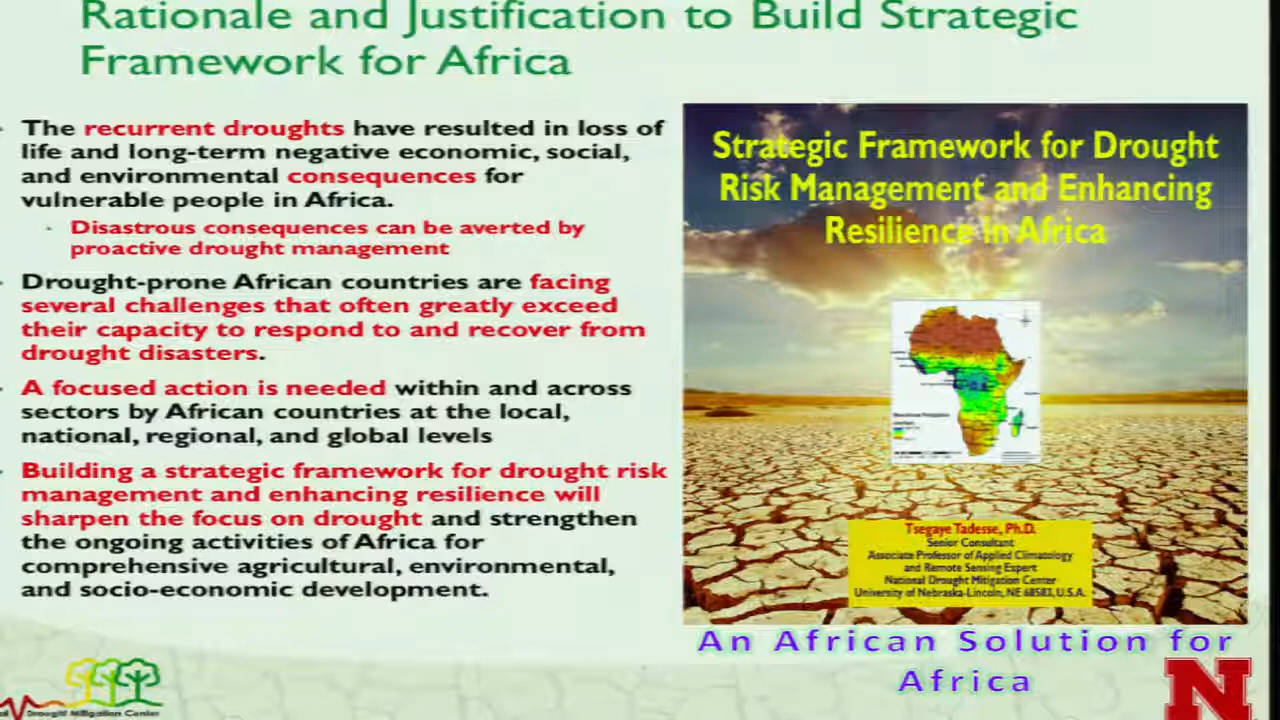 Rationale and Justification to Build Strategic
Framework for Africa
The recurrent droughts have resulted in loss of
life and long-term negative economic, social,
and environmental consequences for
vulnerable people in Africa.
Disastrous consequences can be averted by
proactive drought management
Drought-prone African countries are facing
several challenges that often greatly exceed
their capacity to respond to and recover from
drought disasters.
A focused action is needed within and across
sectors by African countries at the local,
national, regional, and global levels
Building a strategic framework for drought risk
management and enhancing resilience will
sharpen the focus on drought and strengthen
the ongoing activities of Africa for
comprehensive agricultural, environmental,
and socio-economic development.
Strategic Framework for Drought
Risk Management and Enhancing
Resilience in Africa
Tsegaye Tadesse, Ph.D.
Senior Consultant
Associate Professor of Applied Climatology
and Remote Sensing Expert
National Drought Mitigation Center
University of Nebraska-Lincoln, NE 68583, U.S.A.
An African Solution for
Africa
Drought Mitigation Center
N